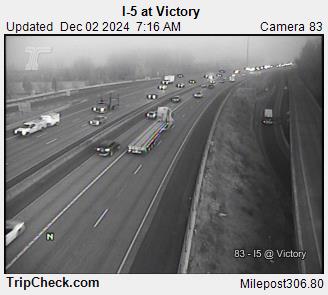 I-5 at Victory
Updated Dec 02 2024 7:16 AM Camera 83
N
83 - I5 @ Victory
TripCheck.com Milepost306.80